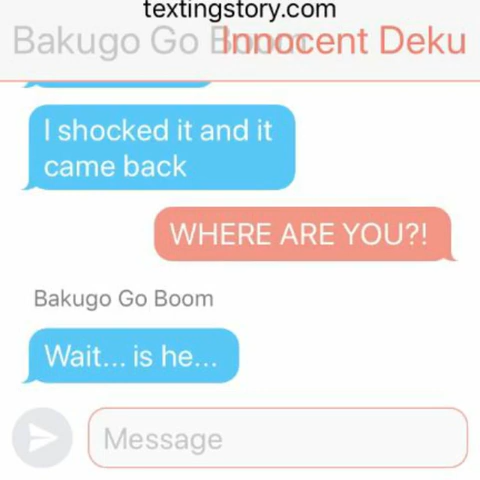 textingstory.com
Bakugo Go Boom
Innocent Deku
I shocked it and it
came back
WHERE ARE YOU?!
Bakugo Go Boom
Wait... is he...
Message